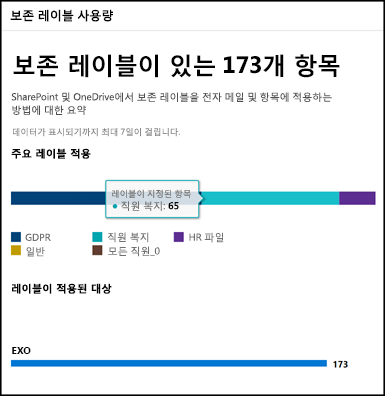 보존 레이블 사용량
보존 레이블이 있는 173개 항목
SharePoint 및 OneDrive에서 보존 레이블을 전자 메일 및 항목에 적용하는
방법에 대한 요약
데이터가 표시되기까지 최대 7일이 걸립니다.
주요 레이블 적용
레이블이 지정된 항목
직원 복지: 65
GDPR 직원 복지 HR 파일
일반 모든 직원_0
레이블이 적용된 대상
EXO
173